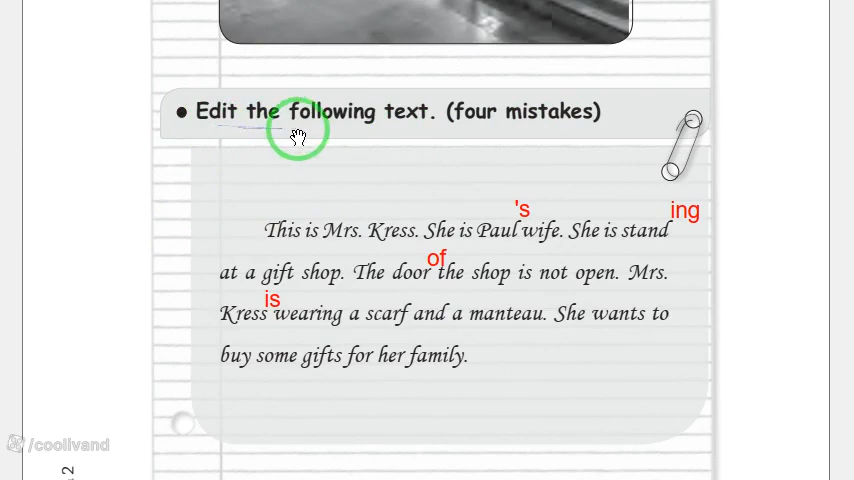 ● Edit the following text. (four mistakes)
's
ing
This is Mrs. Kress. She is Paul wife. She is stand
of
at a gift shop. The door the shop is not open. Mrs.
is
Kress wearing a scarf and a manteau. She wants to
buy some gifts for her family.
/coolivand
12